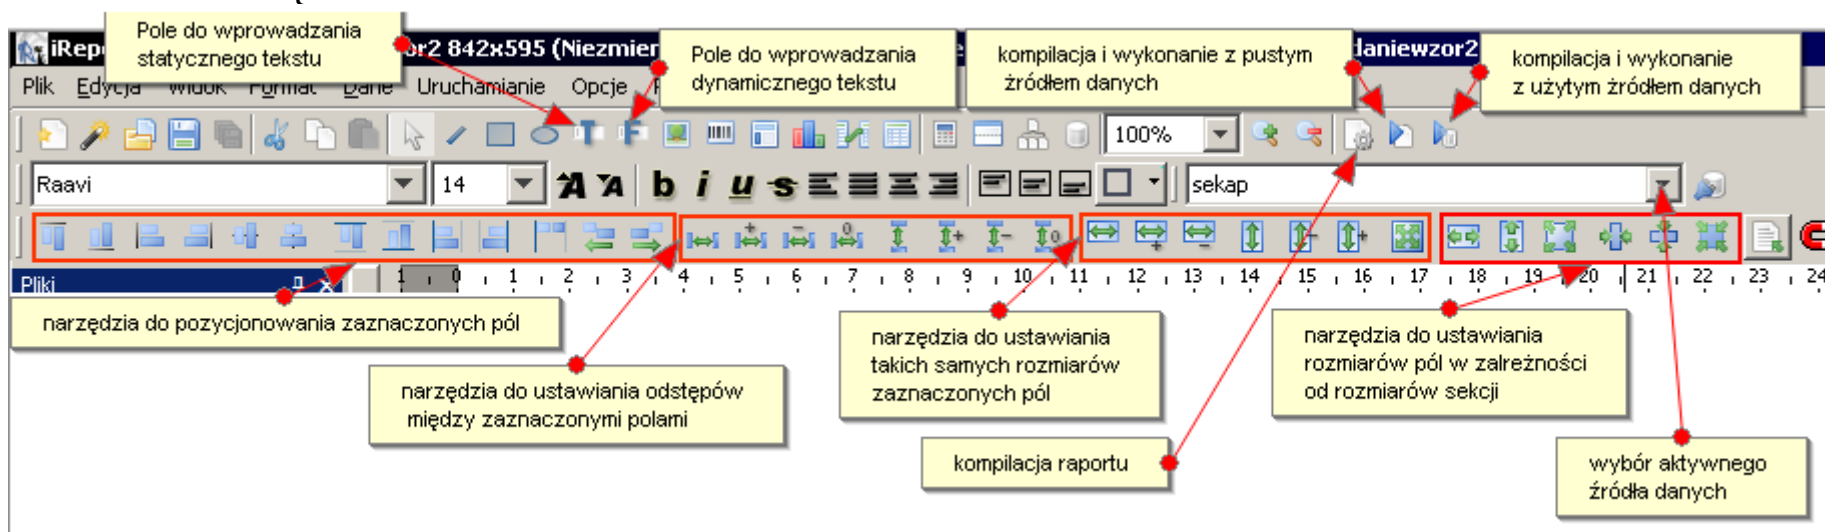 Pole do wprowadzania
statycznego tekstu
Pole do wprowadzania
dynamicznego tekstu
kompilacja i wykonanie z pustym
źródłem danych
kompilacja i wykonanie
z użytym źródłem danych
iRep or2 842x595 (Niezmier daniewzor2
Plik Edycja Widok Format Dane Uruchamianie Opcje
100%
Raavi 14 A A b i u s sekap
Pliki
1 0 1 2 3 4 5 6 7 8 9 10 11 12 13 14 15 16 17 18 19 20 21 22 23 24
narzędzia do pozycjonowania zaznaczonych pól
narzędzia do ustawiania odstępów
między zaznaczonymi polami
narzędzia do ustawiania
takich samych rozmiarów
zaznaczonych pól
narzędzia do ustawiania
rozmiarów pól w zalreżności
od rozmiarów sekcji
kompilacja raportu
wybór aktywnego
źródła danych